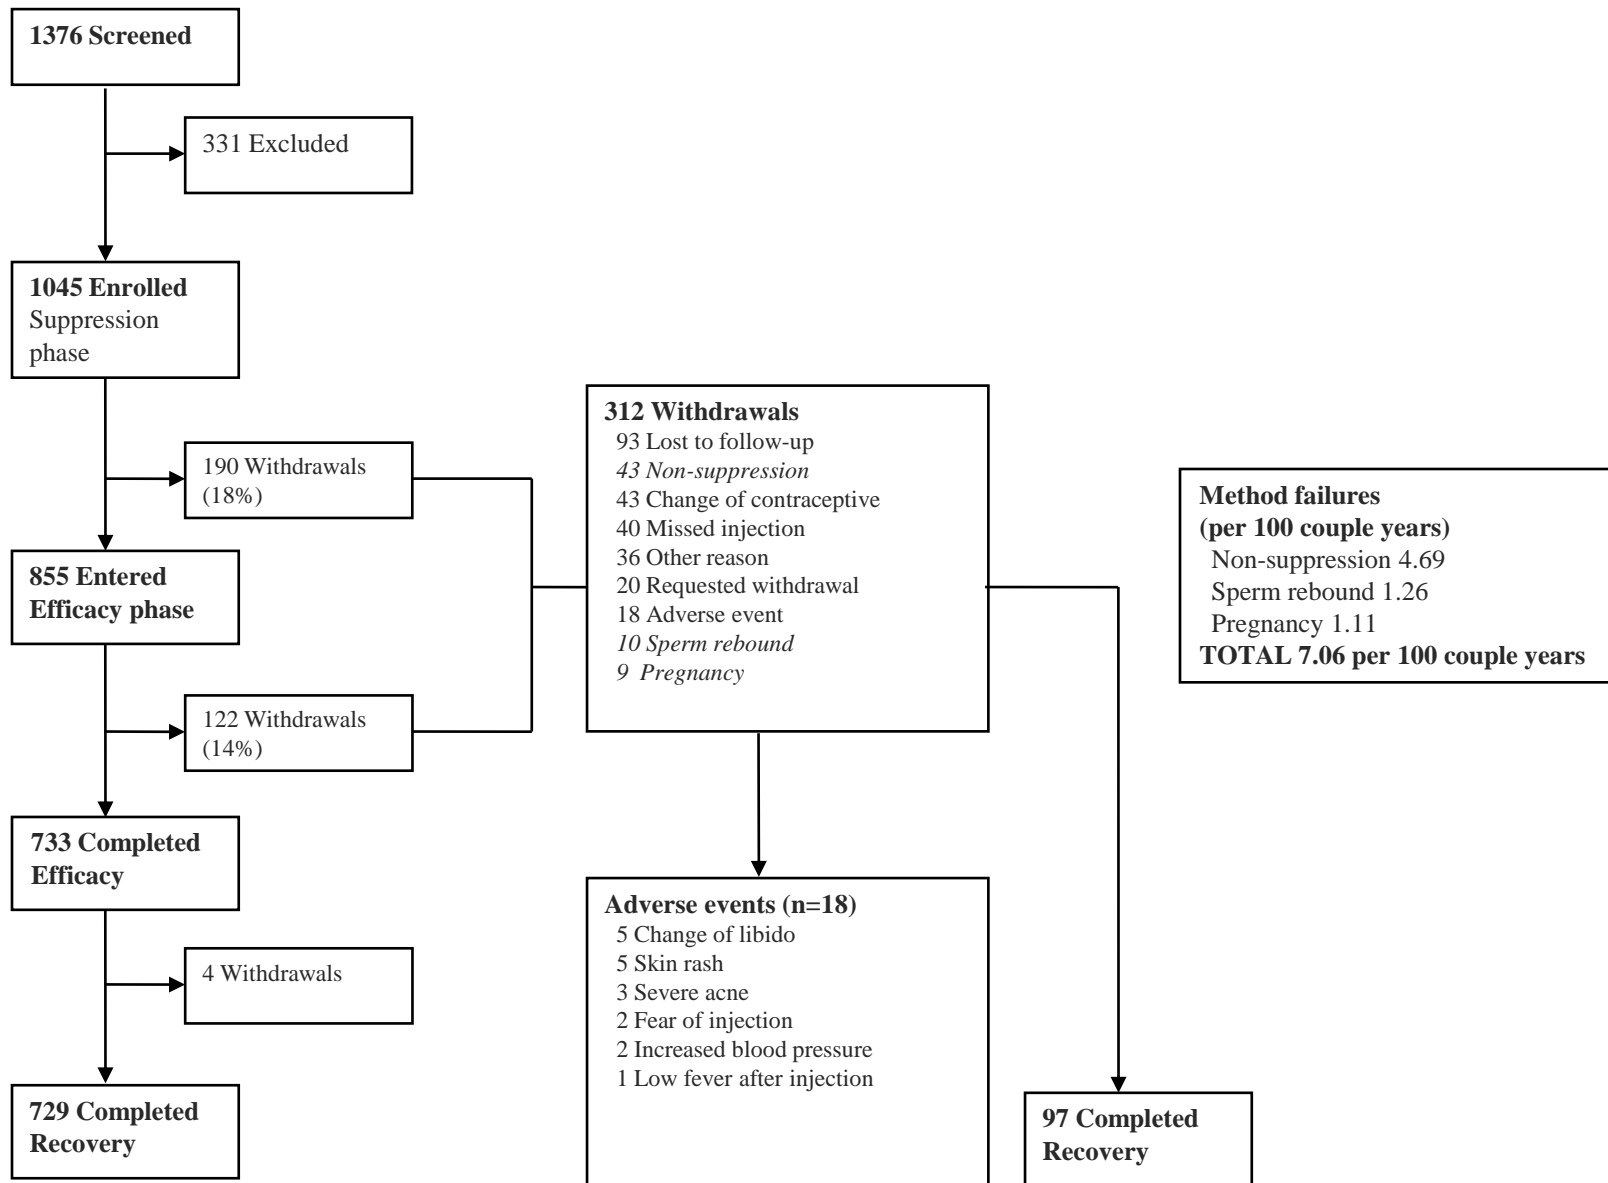 1376 Screened
331 Excluded
1045 Enrolled
Suppression
phase
190 Withdrawals
(18%)
855 Entered
Efficacy phase
122 Withdrawals
(14%)
733 Completed
Efficacy
4 Withdrawals
729 Completed
Recovery
312 Withdrawals
93 Lost to follow-up
43 Non-suppression
43 Change of contraceptive
40 Missed injection
36 Other reason
20 Requested withdrawal
18 Adverse event
10 Sperm rebound
9 Pregnancy
Adverse events (n=18)
5 Change of libido
5 Skin rash
3 Severe acne
2 Fear of injection
2 Increased blood pressure
1 Low fever after injection
97 Completed
Recovery
Method failures
(per 100 couple years)
Non-suppression 4.69
Sperm rebound 1.26
Pregnancy 1.11
TOTAL 7.06 per 100 couple years